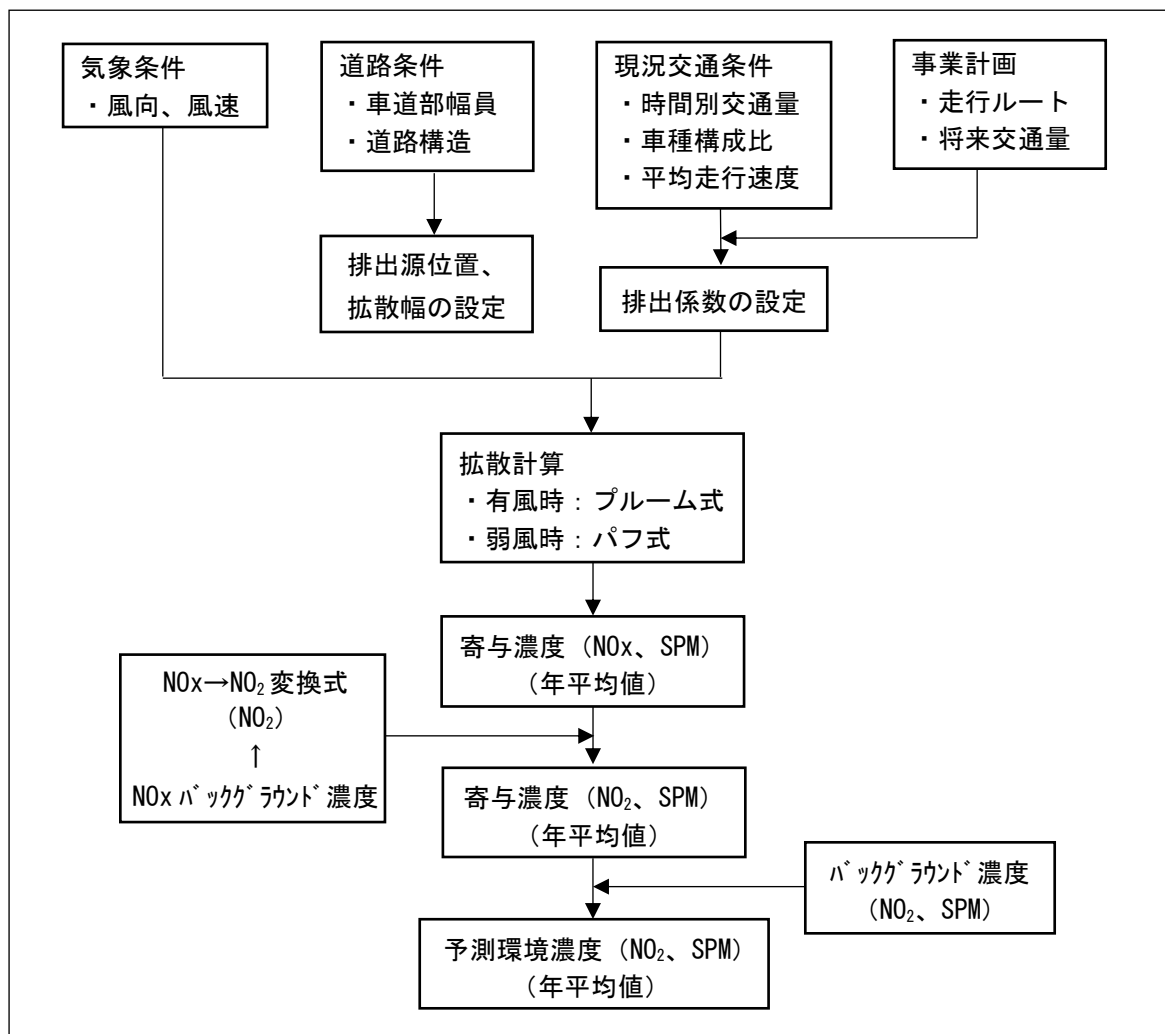 気象条件
・風向、風速
道路条件
・車道部幅員
・道路構造
現況交通条件
・時間別交通量
・車種構成比
・平均走行速度
事業計画
・走行ルート
・将来交通量
排出源位置、
拡散幅の設定
排出係数の設定
拡散計算
・有風時：プルーム式
・弱風時：パフ式
寄与濃度（NOx、SPM）
（年平均値）
NOx→NO₂変換式
(NO₂)
↑
NOx ﾊﾞｯｸｸﾞﾗｳﾝﾄﾞ濃度
寄与濃度（NO₂、SPM）
（年平均値）
ﾊﾞｯｸｸﾞﾗｳﾝﾄﾞ濃度
(NO₂、SPM)
予測環境濃度（NO₂、SPM）
（年平均値）